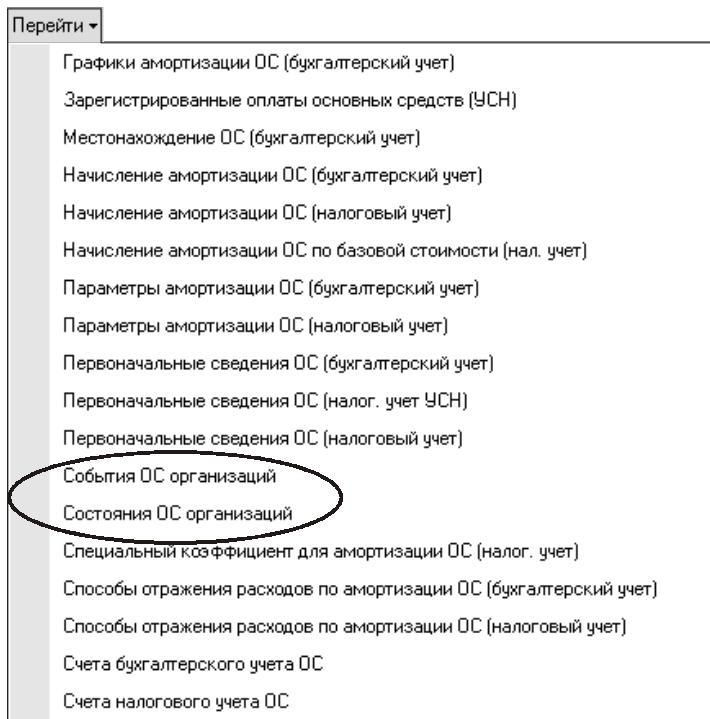 Перейти
Графики амортизации ОС (бухгалтерский учет)
Зарегистрированные оплаты основных средств (УСН)
Местонахождение ОС (бухгалтерский учет)
Начисление амортизации ОС (бухгалтерский учет)
Начисление амортизации ОС (налоговый учет)
Начисление амортизации ОС по базовой стоимости (нал. учет)
Параметры амортизации ОС (бухгалтерский учет)
Параметры амортизации ОС (налоговый учет)
Первоначальные сведения ОС (бухгалтерский учет)
Первоначальные сведения ОС (налог. учет УСН)
Первоначальные сведения ОС (налоговый учет)
События ОС организаций
Состояния ОС организаций
Специальный коэффициент для амортизации ОС (налог. учет)
Способы отражения расходов по амортизации ОС (бухгалтерский учет)
Способы отражения расходов по амортизации ОС (налоговый учет)
Счета бухгалтерского учета ОС
Счета налогового учета ОС